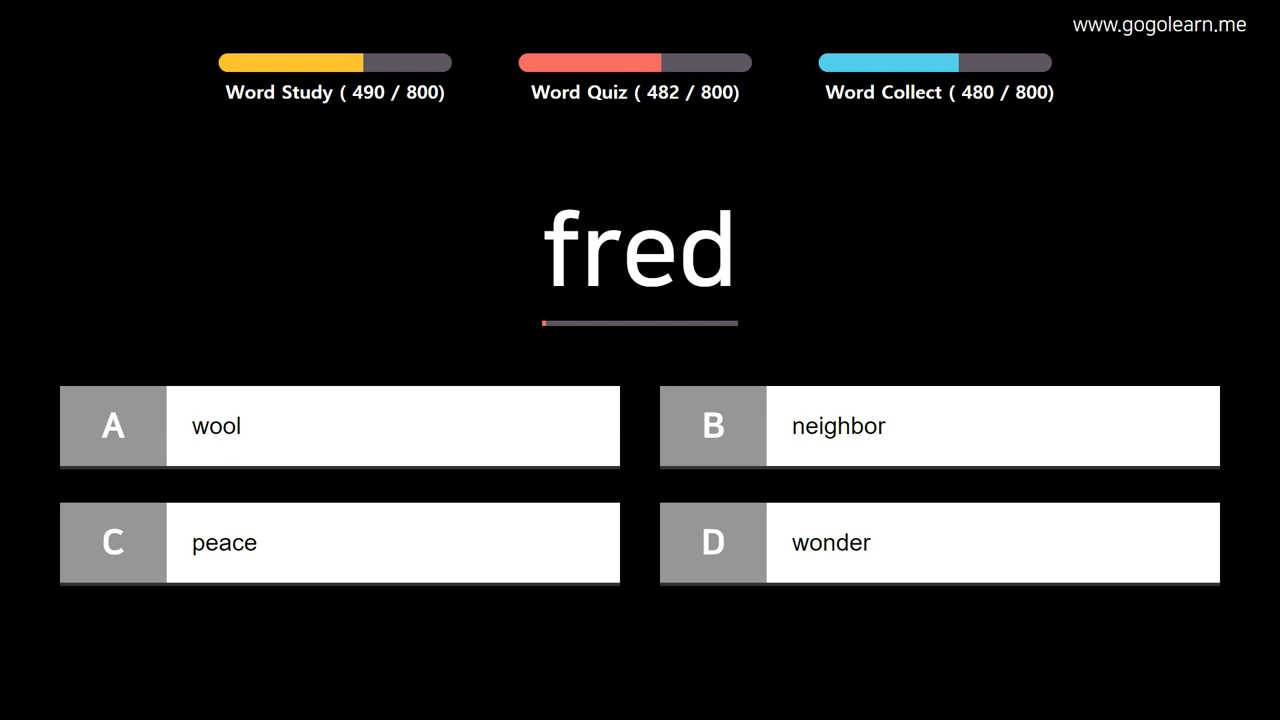 www.gogolearn.me
Word Study ( 490 / 800)
Word Quiz ( 482 / 800)
Word Collect ( 480 / 800)
fred
A wool
B neighbor
C peace
D wonder